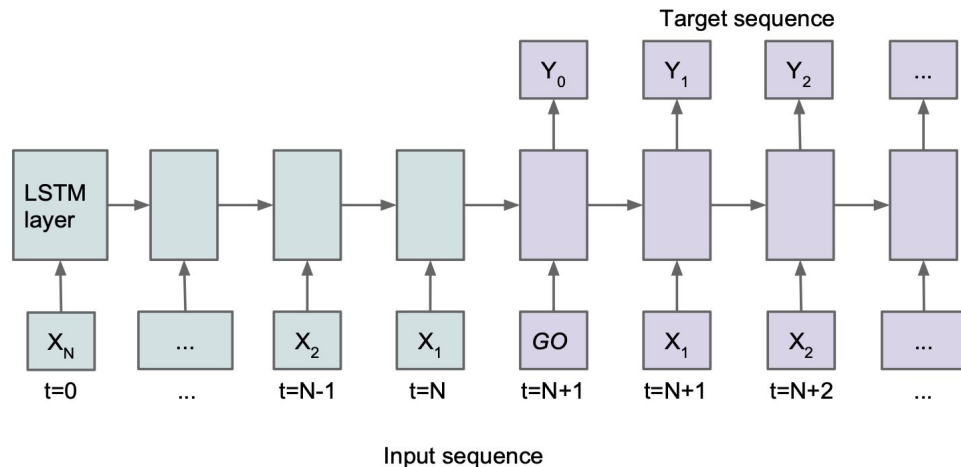 Target sequence
Y₀ Y₁ Y₂ ...
LSTM
layer
X_N ... X₂ X₁ GO X₁ X₂ ...
t=0 ... t=N-1 t=N t=N+1 t=N+1 t=N+2 ...
Input sequence